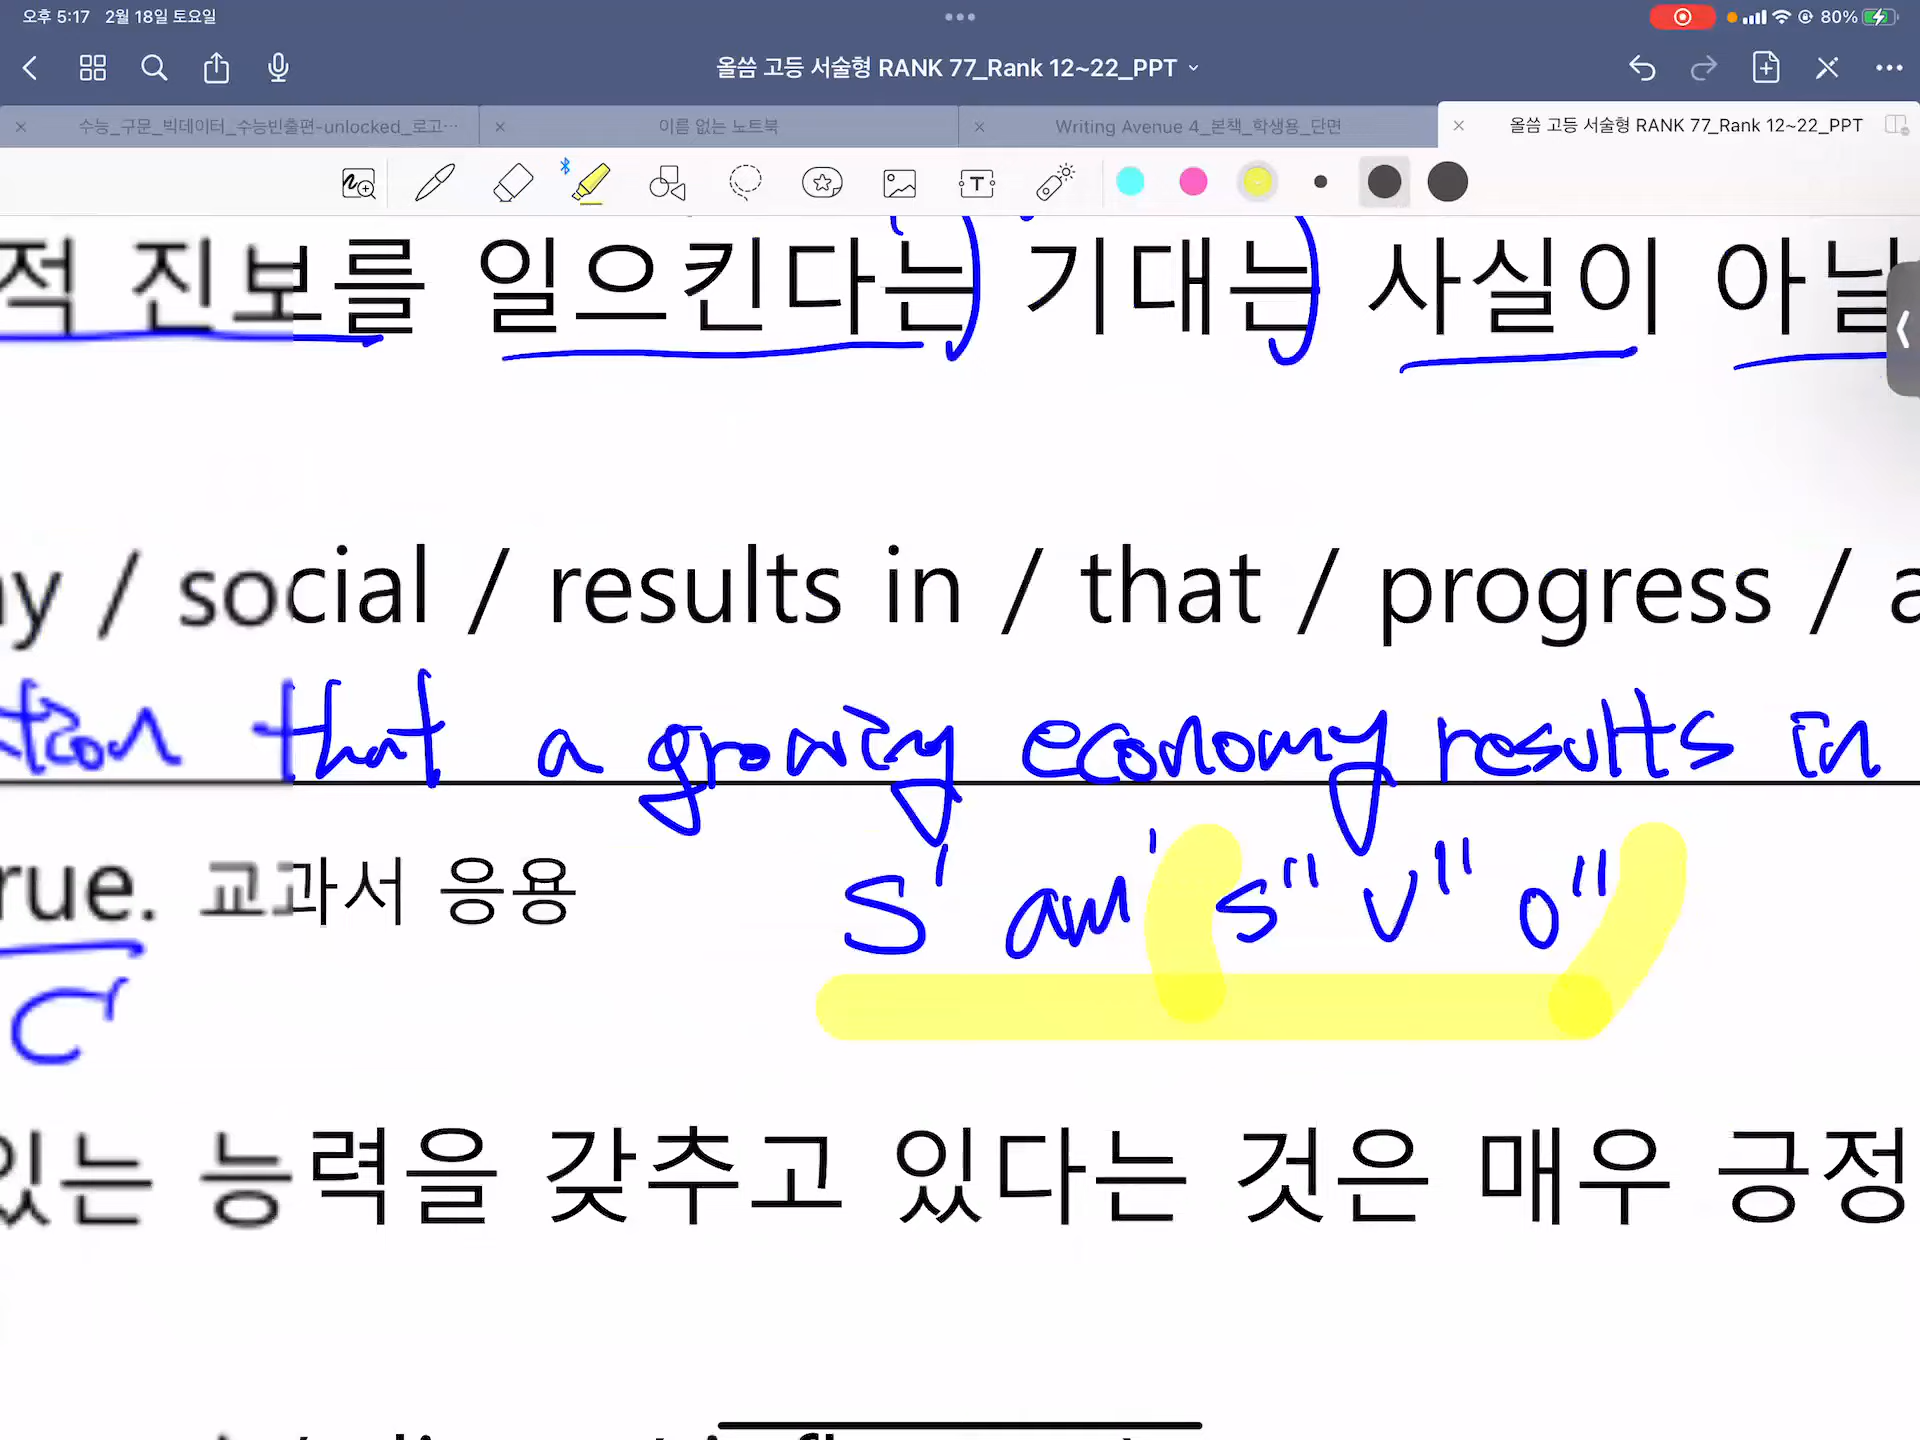 오후 5:17 2월 18일 토요일
80%
올씀 고등 서술형 RANK 77_Rank 12~22_PPT
수능_구문_빅데이터_수능빈출편-unlocked_로고…
이름 없는 노트북
Writing Avenue 4_본책_학생용_단면
올씀 고등 서술형 RANK 77_Rank 12~22_PPT
적 진보를 일으킨다는) 기대는) 사실이 아닐
my / social / results in / that / progress / a
tion that a growing economy results in
rue. 교과서 응용
S' S" V" O"
C'
있는 능력을 갖추고 있다는 것은 매우 긍정